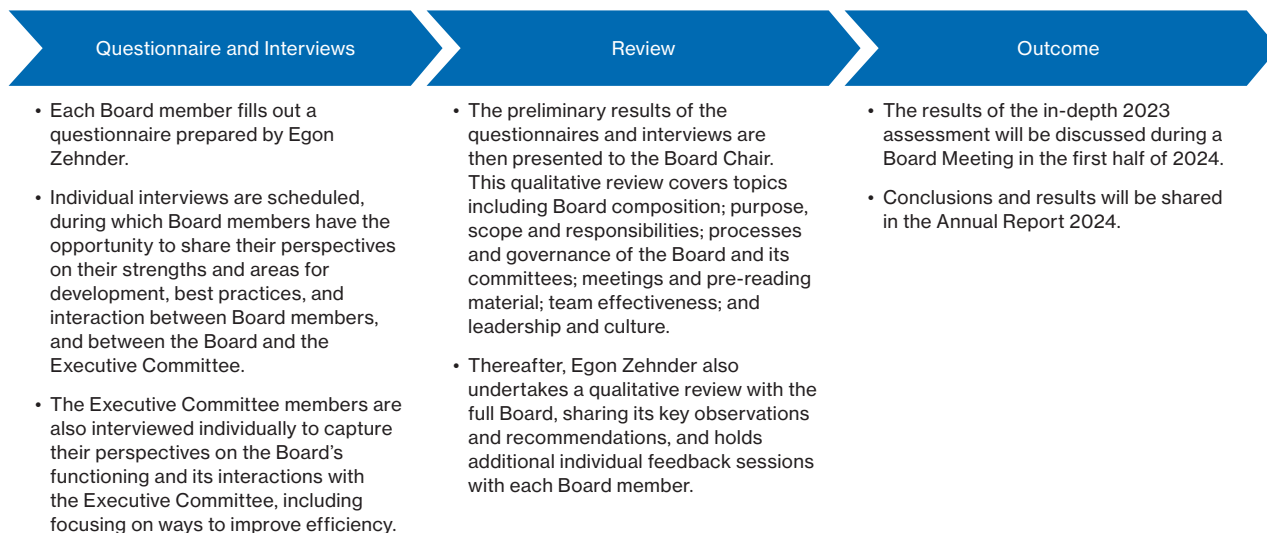 Questionnaire and Interviews
• Each Board member fills out a
questionnaire prepared by Egon
Zehnder.
• Individual interviews are scheduled,
during which Board members have the
opportunity to share their perspectives
on their strengths and areas for
development, best practices, and
interaction between Board members,
and between the Board and the
Executive Committee.
• The Executive Committee members are
also interviewed individually to capture
their perspectives on the Board’s
functioning and its interactions with
the Executive Committee, including
focusing on ways to improve efficiency.
Review
• The preliminary results of the
questionnaires and interviews are
then presented to the Board Chair.
This qualitative review covers topics
including Board composition; purpose,
scope and responsibilities; processes
and governance of the Board and its
committees; meetings and pre-reading
material; team effectiveness; and
leadership and culture.
• Thereafter, Egon Zehnder also
undertakes a qualitative review with the
full Board, sharing its key observations
and recommendations, and holds
additional individual feedback sessions
with each Board member.
Outcome
• The results of the in-depth 2023
assessment will be discussed during a
Board Meeting in the first half of 2024.
• Conclusions and results will be shared
in the Annual Report 2024.